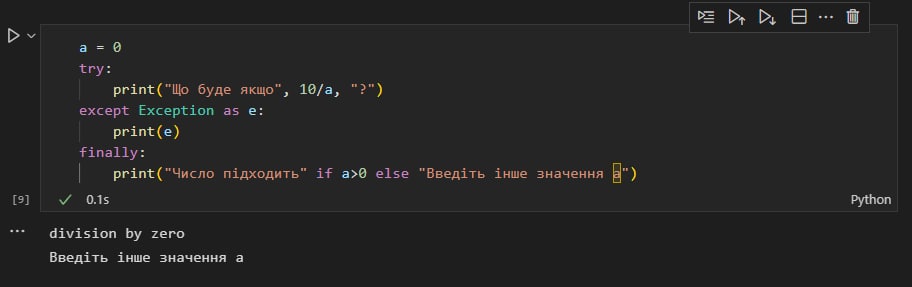 a = 0
try:
    print("Що буде якщо", 10/a, "?")
except Exception as e:
    print(e)
finally:
    print("Число підходить" if a>0 else "Введіть інше значення а")
[9]
0.1s
Python
division by zero
Введіть інше значення а